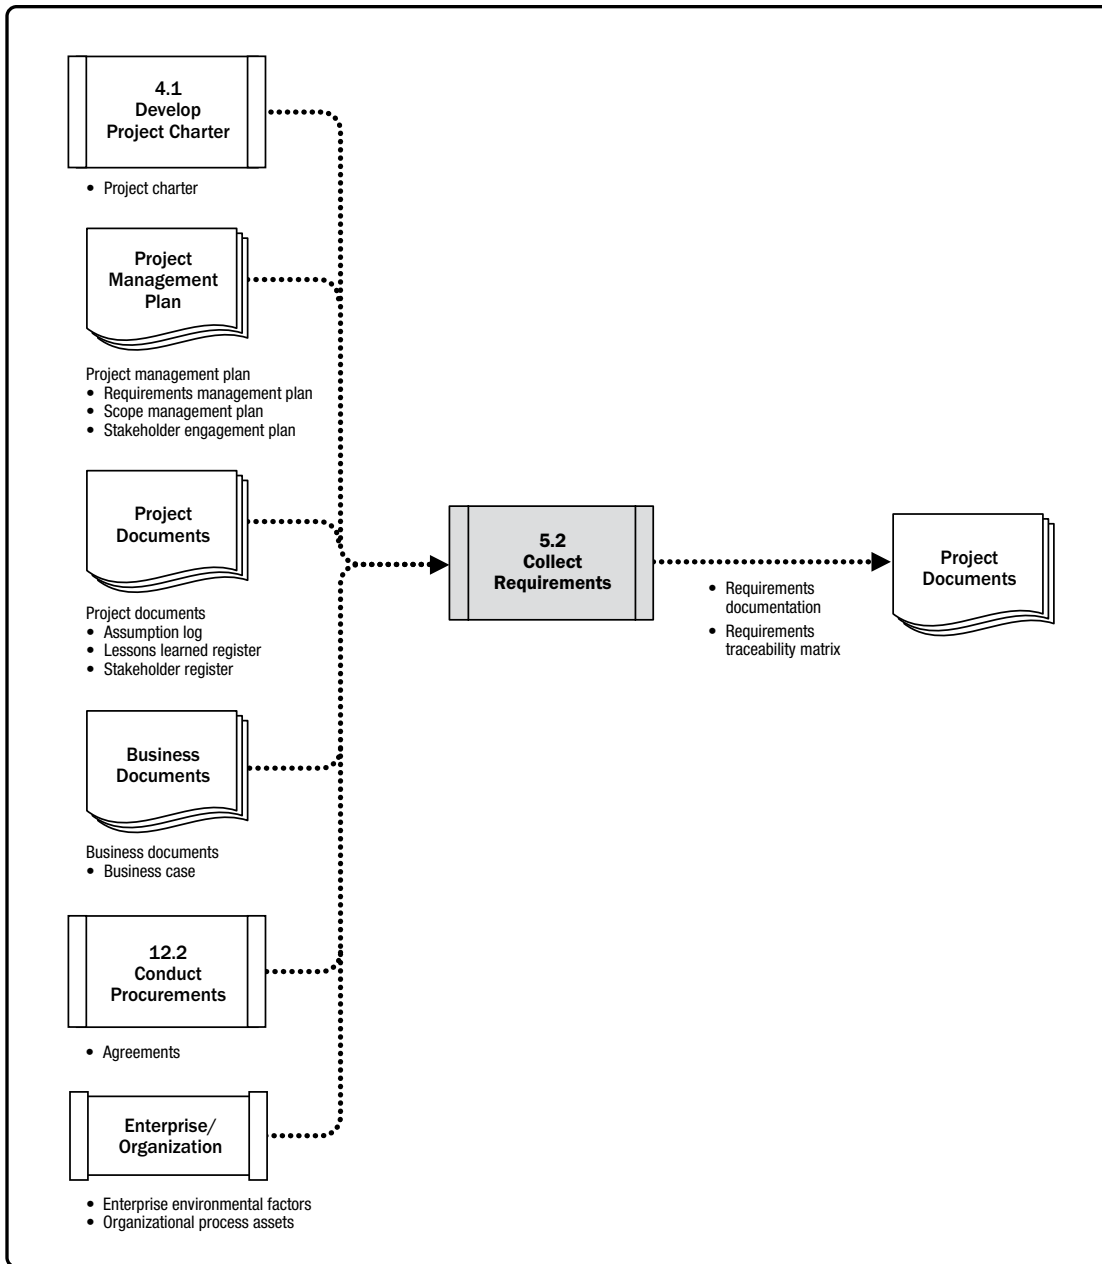 4.1
Develop
Project Charter
• Project charter
Project
Management
Plan
Project management plan
• Requirements management plan
• Scope management plan
• Stakeholder engagement plan
Project
Documents
Project documents
• Assumption log
• Lessons learned register
• Stakeholder register
Business
Documents
Business documents
• Business case
12.2
Conduct
Procurements
• Agreements
Enterprise/
Organization
• Enterprise environmental factors
• Organizational process assets
5.2
Collect
Requirements
• Requirements
documentation
• Requirements
traceability matrix
Project
Documents